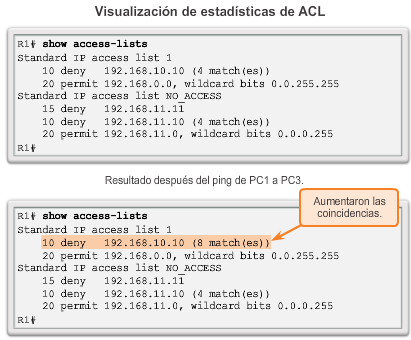 Visualización de estadísticas de ACL
R1# show access-lists
Standard IP access list 1
10 deny 192.168.10.10 (4 match(es))
20 permit 192.168.0.0, wildcard bits 0.0.255.255
Standard IP access list NO_ACCESS
15 deny 192.168.11.11
10 deny 192.168.11.10 (4 match(es))
20 permit 192.168.11.0, wildcard bits 0.0.0.255
R1#
Resultado después del ping de PC1 a PC3.
Aumentaron las
coincidencias.
R1# show access-lists
Standard IP access list 1
10 deny 192.168.10.10 (8 match(es))
20 permit 192.168.0.0, wildcard bits 0.0.255.255
Standard IP access list NO_ACCESS
15 deny 192.168.11.11
10 deny 192.168.11.10 (4 match(es))
20 permit 192.168.11.0, wildcard bits 0.0.0.255
R1#